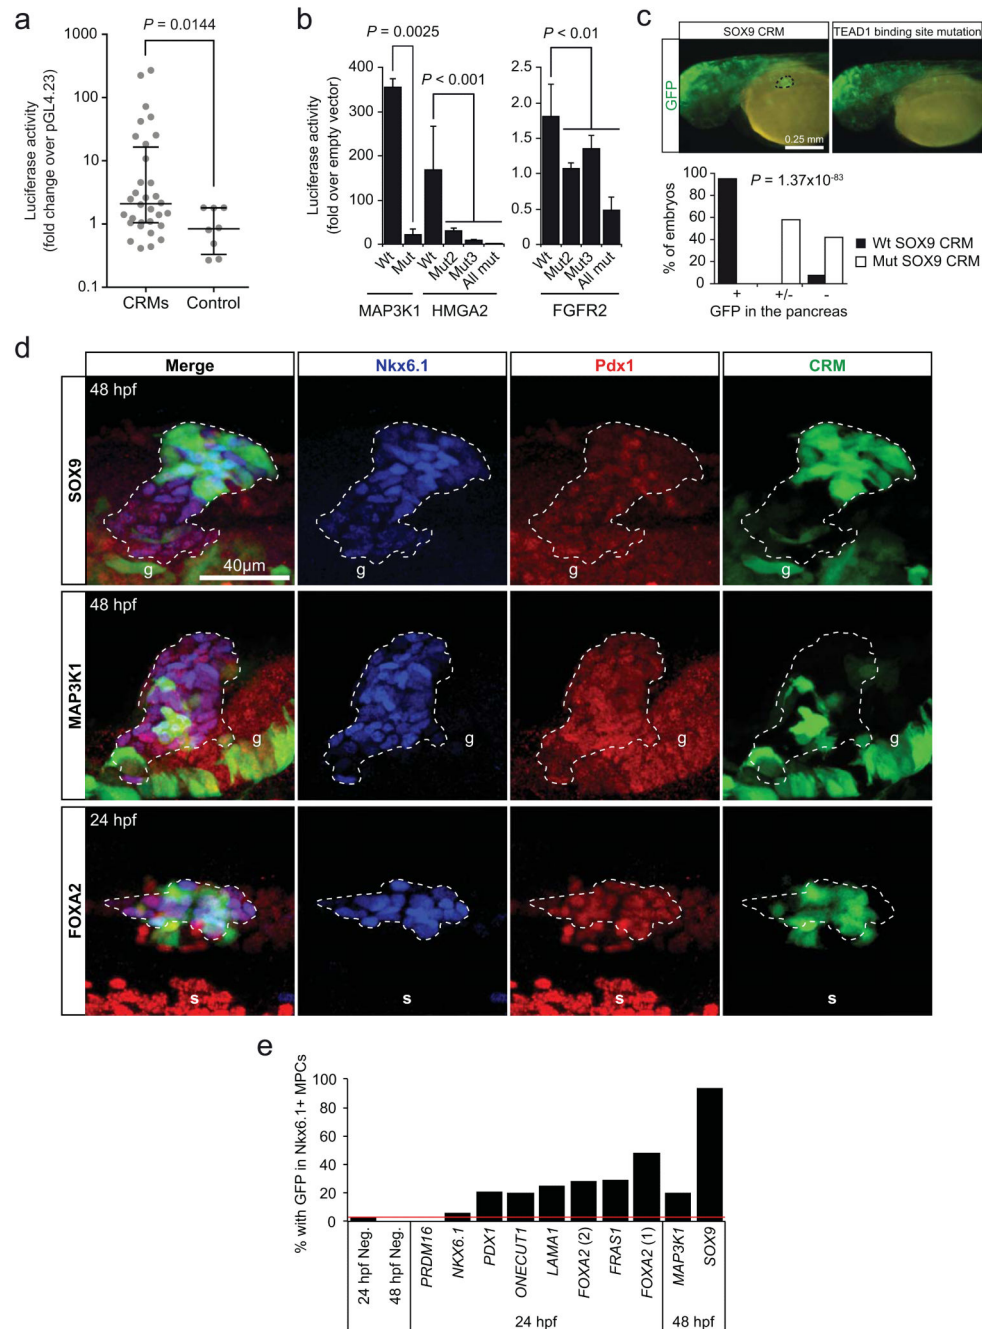 a
P = 0.0144
Luciferase activity
(fold change over pGL4.23)
1000
100
10
1
0.1
CRMs
Control
b
P = 0.0025
P < 0.001
Luciferase activity
(fold over empty vector)
400
300
200
100
0
Wt
Mut
Wt
Mut2
Mut3
All mut
MAP3K1
HMGA2
P < 0.01
2.5
2.0
1.5
1.0
0.5
0.0
Wt
Mut2
Mut3
All mut
FGFR2
c
SOX9 CRM
TEAD1 binding site mutation
GFP
0.25 mm
P = 1.37x10⁻⁸³
% of embryos
100
80
60
40
20
0
+
+/-
-
GFP in the pancreas
Wt SOX9 CRM
Mut SOX9 CRM
d
Merge
Nkx6.1
Pdx1
CRM
SOX9
48 hpf
g
40µm
g
g
g
MAP3K1
48 hpf
g
g
g
g
FOXA2
24 hpf
s
s
s
s
e
% with GFP in Nkx6.1+ MPCs
100
80
60
40
20
0
24 hpf Neg.
48 hpf Neg.
PRDM16
NKX6.1
PDX1
ONECUT1
LAMA1
FOXA2 (2)
FRAS1
FOXA2 (1)
MAP3K1
SOX9
24 hpf
48 hpf